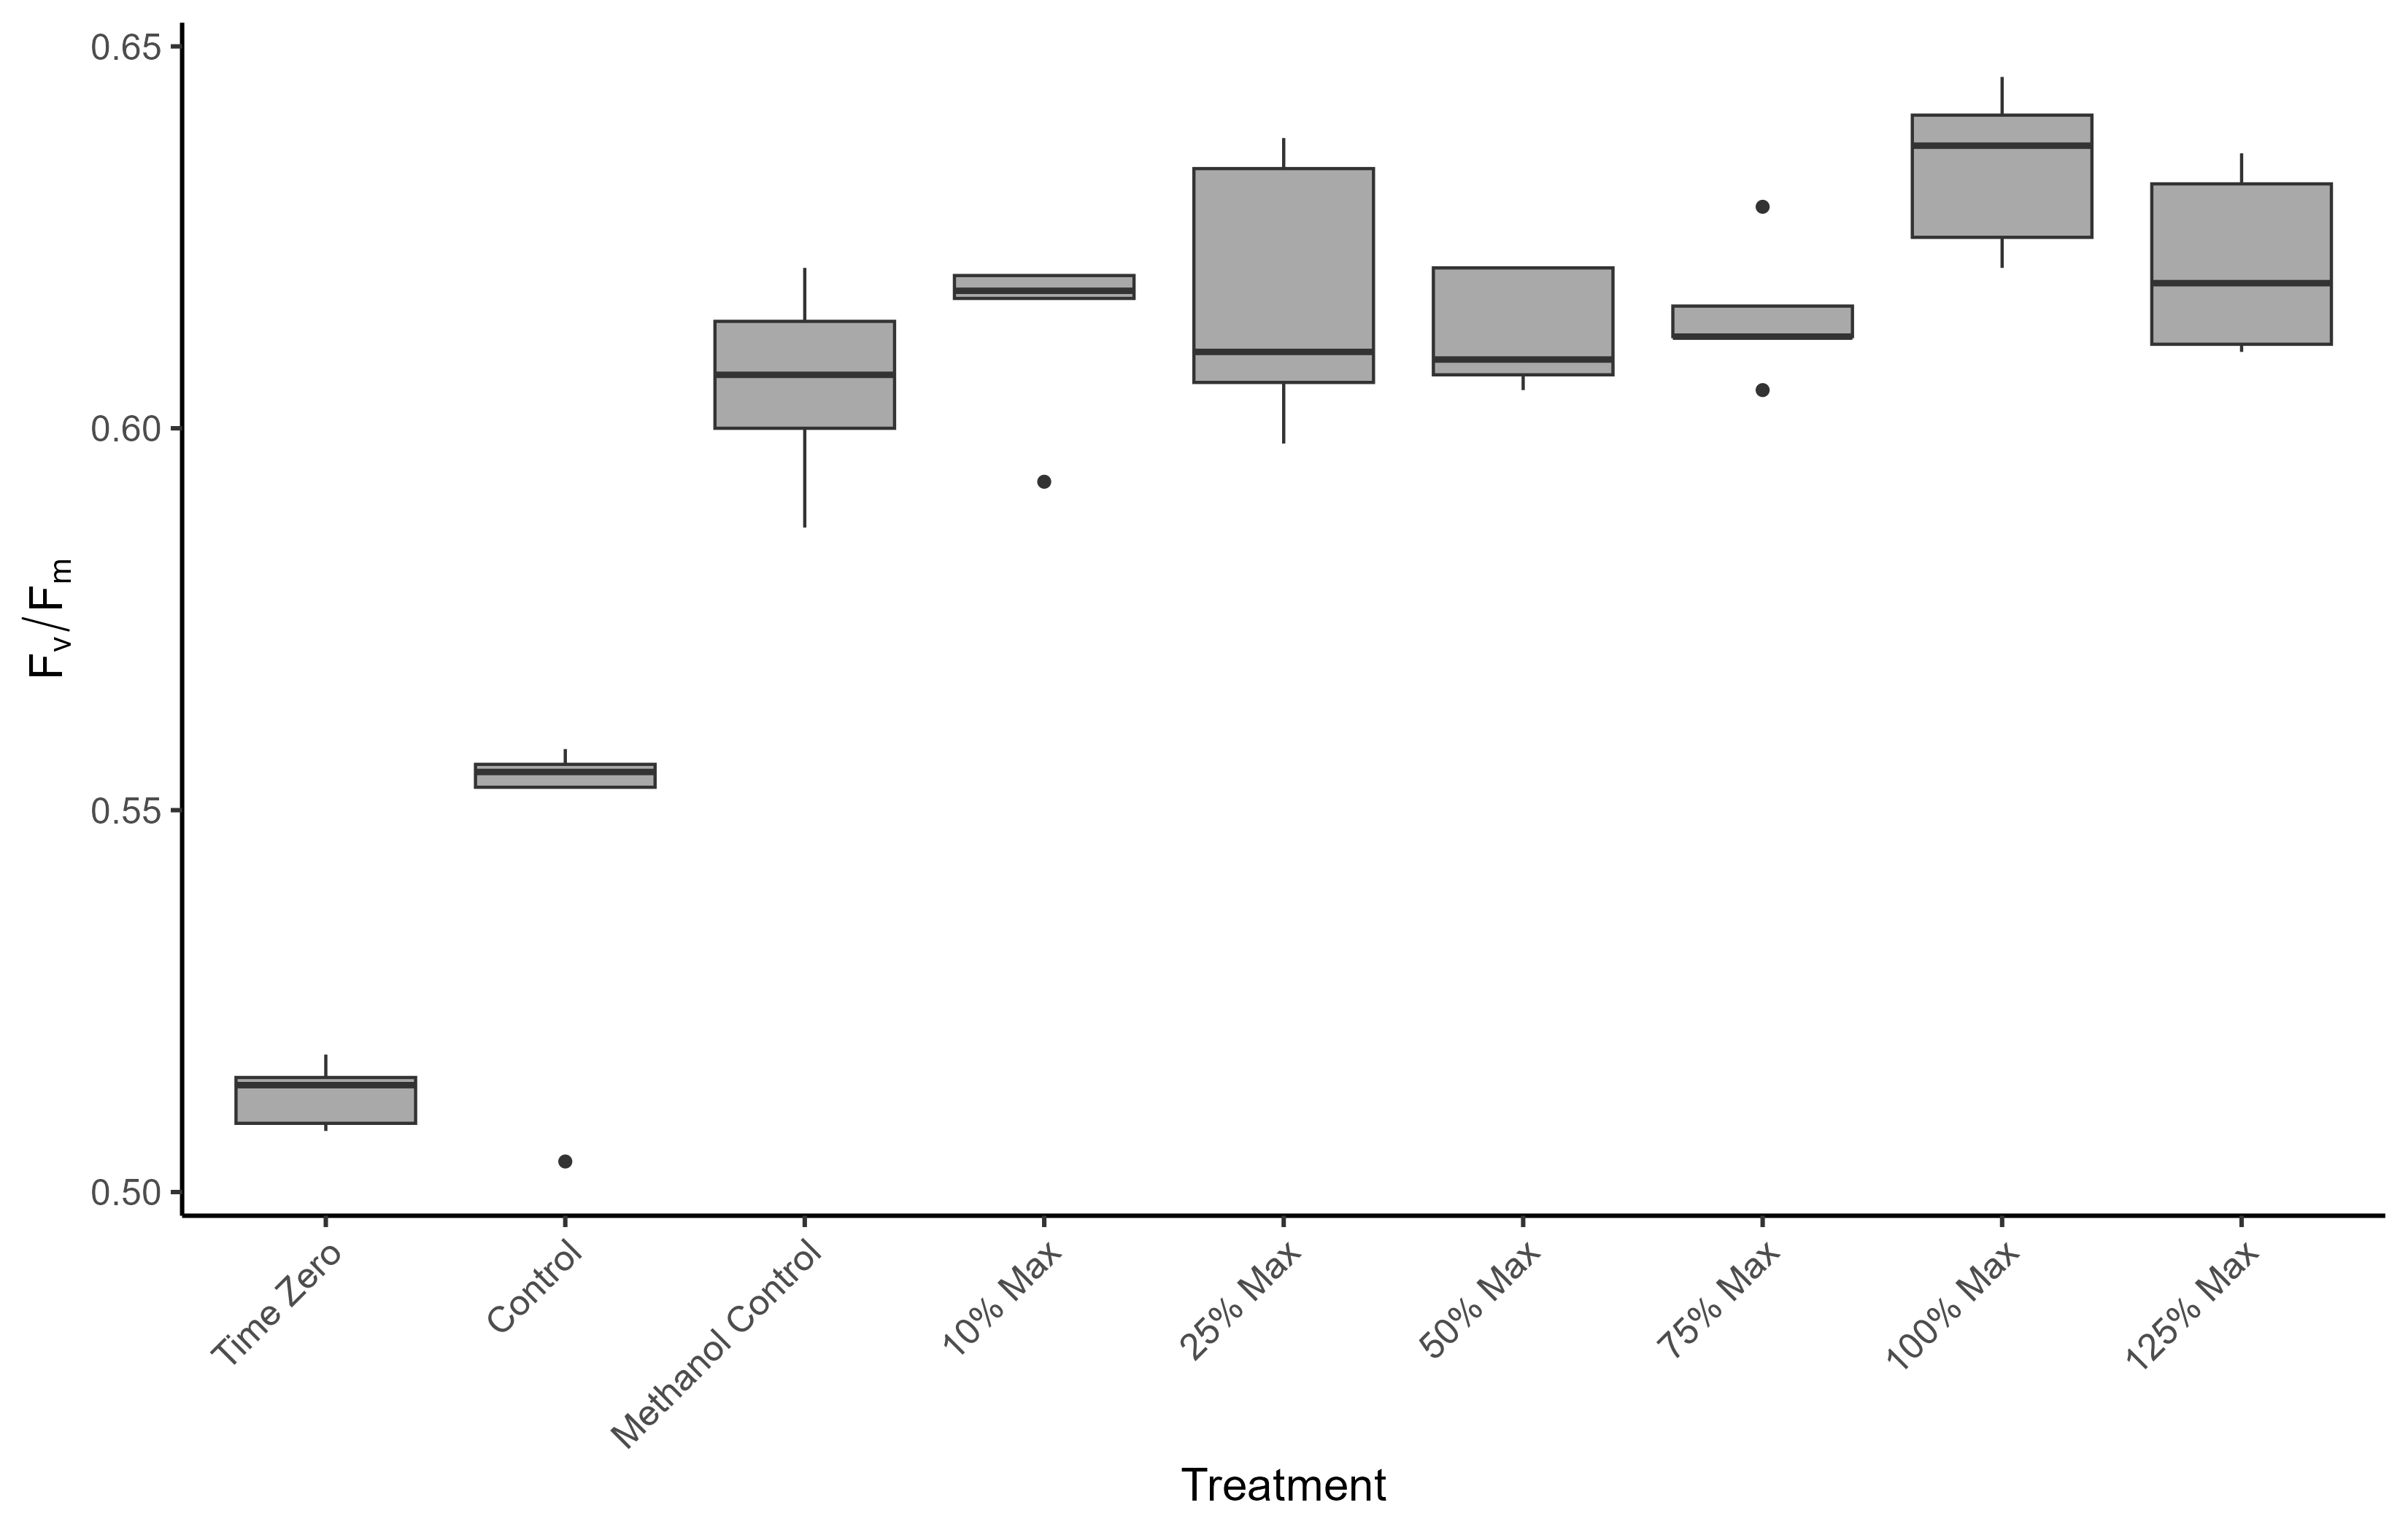 0.65
0.60
0.55
0.50
Fv/Fm
Time Zero
Control
Methanol Control
10% Max
25% Max
50% Max
75% Max
100% Max
125% Max
Treatment